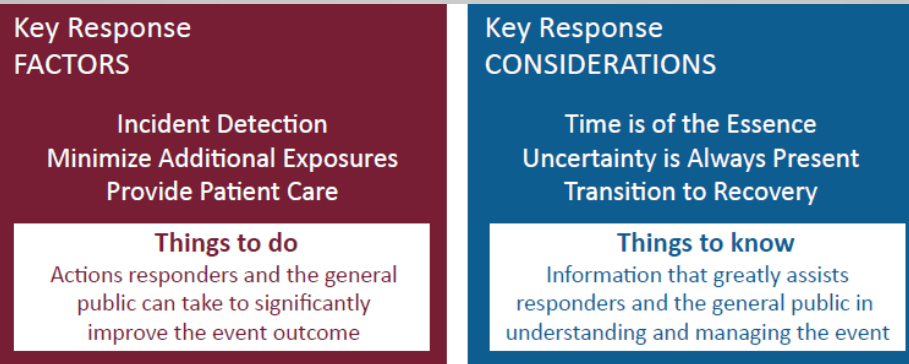 Key Response
FACTORS
Incident Detection
Minimize Additional Exposures
Provide Patient Care
Things to do
Actions responders and the general
public can take to significantly
improve the event outcome
Key Response
CONSIDERATIONS
Time is of the Essence
Uncertainty is Always Present
Transition to Recovery
Things to know
Information that greatly assists
responders and the general public in
understanding and managing the event